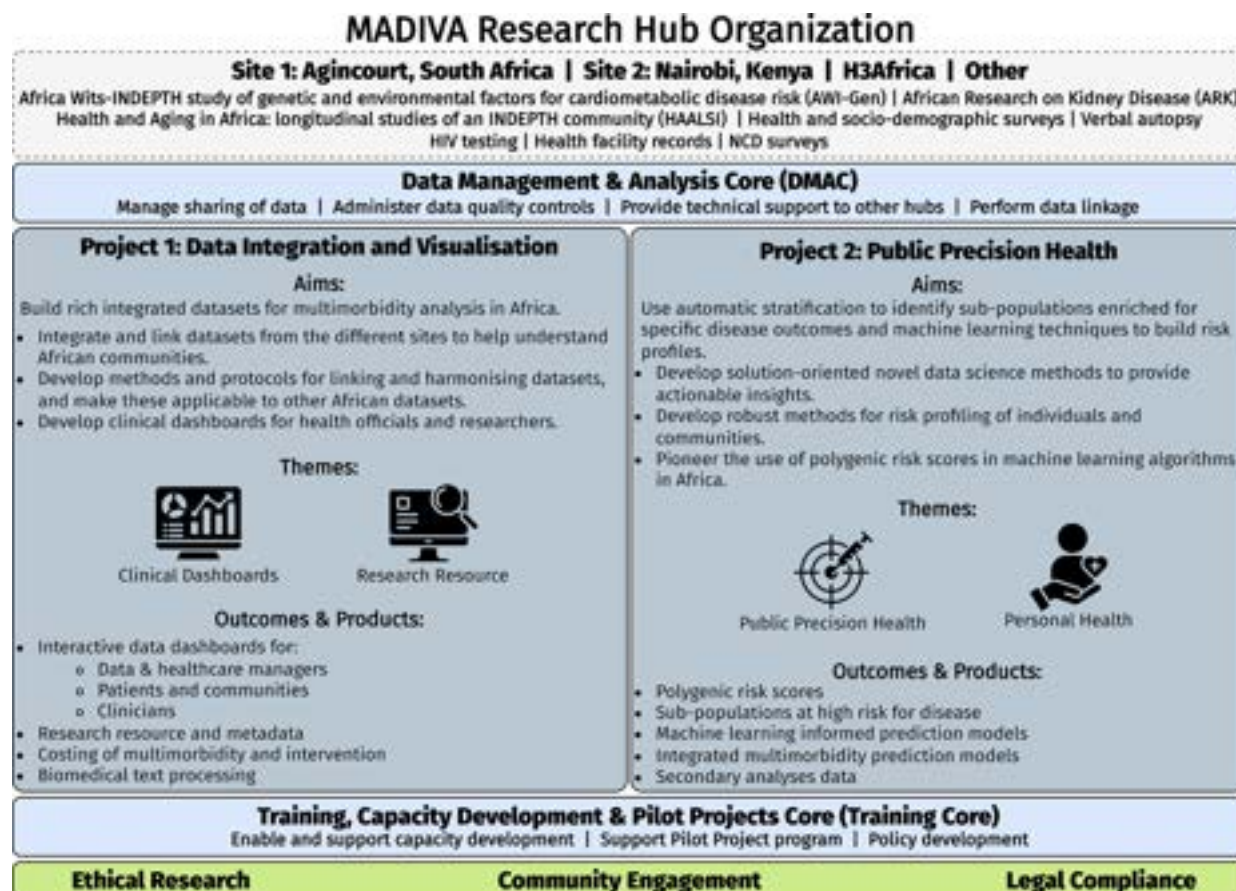 MADIVA Research Hub Organization
Site 1: Agincourt, South Africa | Site 2: Nairobi, Kenya | H3Africa | Other
Africa Wits-INDEPTH study of genetic and environmental factors for cardiometabolic disease risk (AWI-Gen) | African Research on Kidney Disease (ARK)
Health and Aging in Africa: longitudinal studies of an INDEPTH community (HAALSI) | Health and socio-demographic surveys | Verbal autopsy
HIV testing | Health facility records | NCD surveys
Data Management & Analysis Core (DMAC)
Manage sharing of data | Administer data quality controls | Provide technical support to other hubs | Perform data linkage
Project 1: Data Integration and Visualisation
Aims:
Build rich integrated datasets for multimorbidity analysis in Africa.
• Integrate and link datasets from the different sites to help understand
African communities.
• Develop methods and protocols for linking and harmonising datasets,
and make these applicable to other African datasets.
• Develop clinical dashboards for health officials and researchers.
Themes:
Clinical Dashboards
Research Resource
Outcomes & Products:
• Interactive data dashboards for:
o Data & healthcare managers
o Patients and communities
o Clinicians
• Research resource and metadata
• Costing of multimorbidity and intervention
• Biomedical text processing
Project 2: Public Precision Health
Aims:
Use automatic stratification to identify sub-populations enriched for
specific disease outcomes and machine learning techniques to build risk
profiles.
• Develop solution-oriented novel data science methods to provide
actionable insights.
• Develop robust methods for risk profiling of individuals and
communities.
• Pioneer the use of polygenic risk scores in machine learning algorithms
in Africa.
Themes:
Public Precision Health
Personal Health
Outcomes & Products:
• Polygenic risk scores
• Sub-populations at high risk for disease
• Machine learning informed prediction models
• Integrated multimorbidity prediction models
• Secondary analyses data
Training, Capacity Development & Pilot Projects Core (Training Core)
Enable and support capacity development | Support Pilot Project program | Policy development
Ethical Research
Community Engagement
Legal Compliance